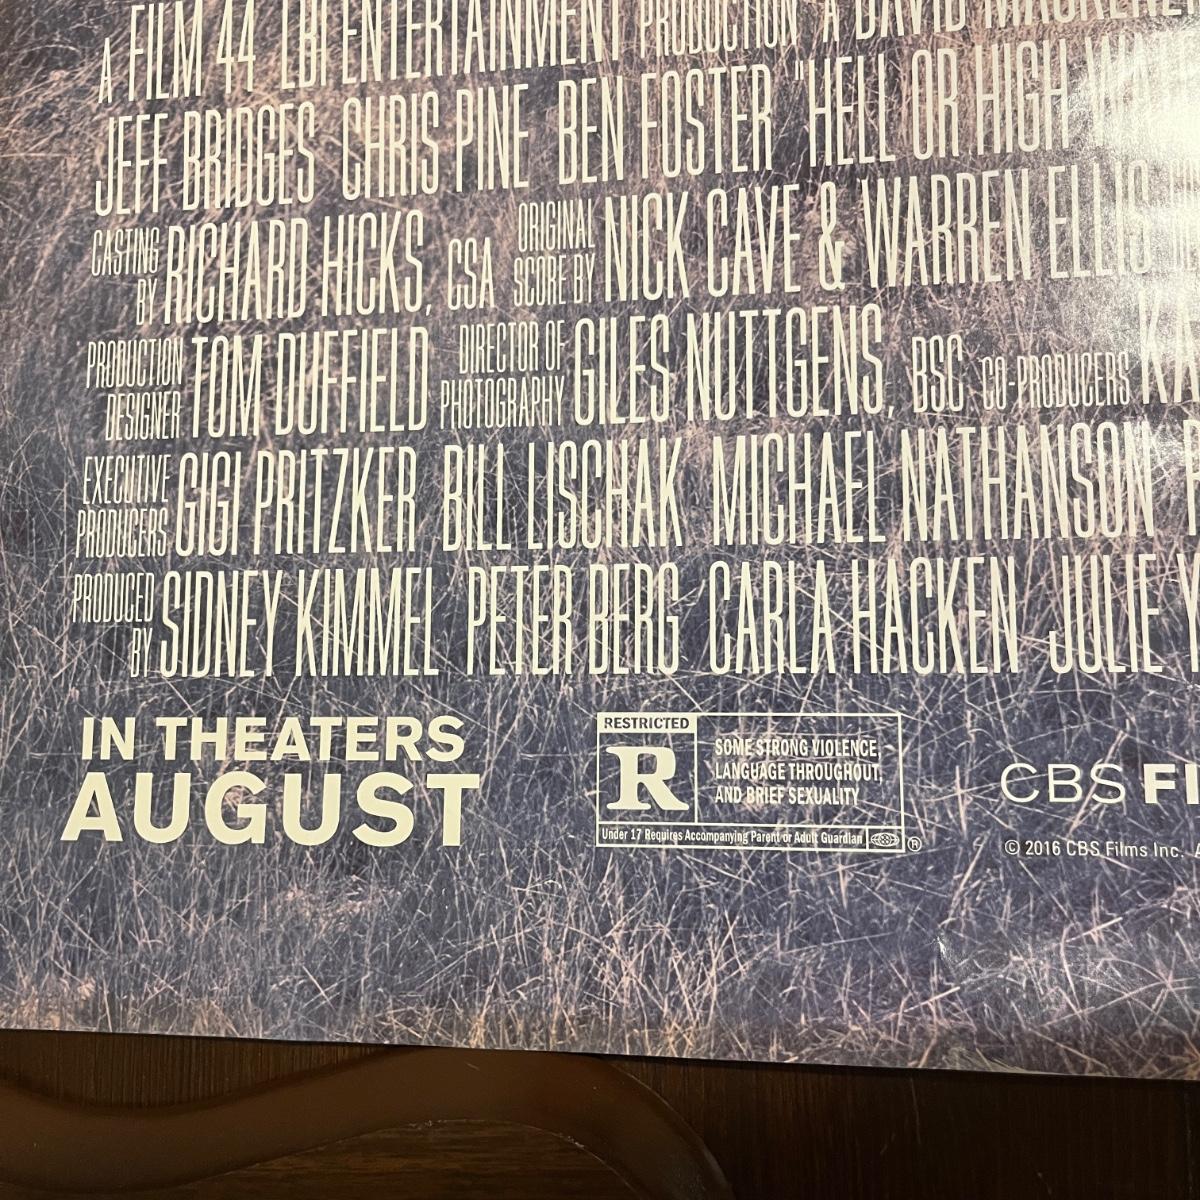 A FILM 44 LBI ENTERTAINMENT PRODUCTION A DAVID
JEFF BRIDGES CHRIS PINE BEN FOSTER "HELL OR HIGH
CASTING BY RICHARD HICKS, CSA ORIGINAL SCORE BY NICK CAVE & WARREN ELLIS
PRODUCTION DESIGNER TOM DUFFIELD DIRECTOR OF PHOTOGRAPHY GILES NUTTGENS, BSC CO-PRODUCERS
EXECUTIVE PRODUCERS GIGI PRITZKER BILL LISCHAK MICHAEL NATHANSON
PRODUCED BY SIDNEY KIMMEL PETER BERG CARLA HACKEN JULIE
IN THEATERS
AUGUST
RESTRICTED
R
SOME STRONG VIOLENCE,
LANGUAGE THROUGHOUT,
AND BRIEF SEXUALITY
Under 17 Requires Accompanying Parent or Adult Guardian
®
CBS
© 2016 CBS Films Inc.